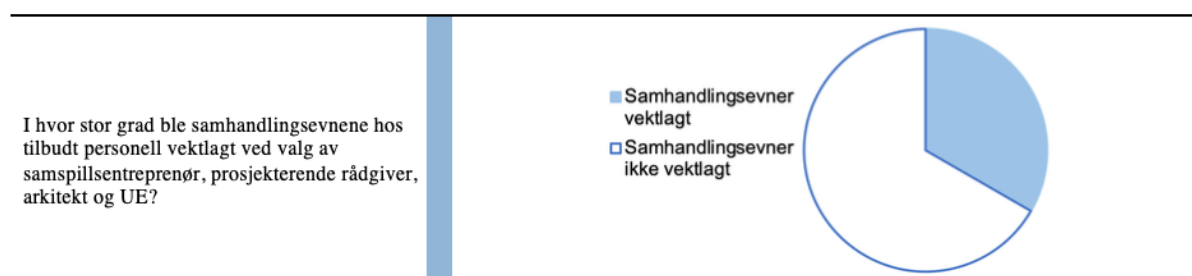 I hvor stor grad ble samhandlingsevnene hos
tilbudt personell vektlagt ved valg av
samspillsentreprenør, prosjekterende rådgiver,
arkitekt og UE?
Samhandlingsevner
vektlagt
Samhandlingsevner
ikke vektlagt